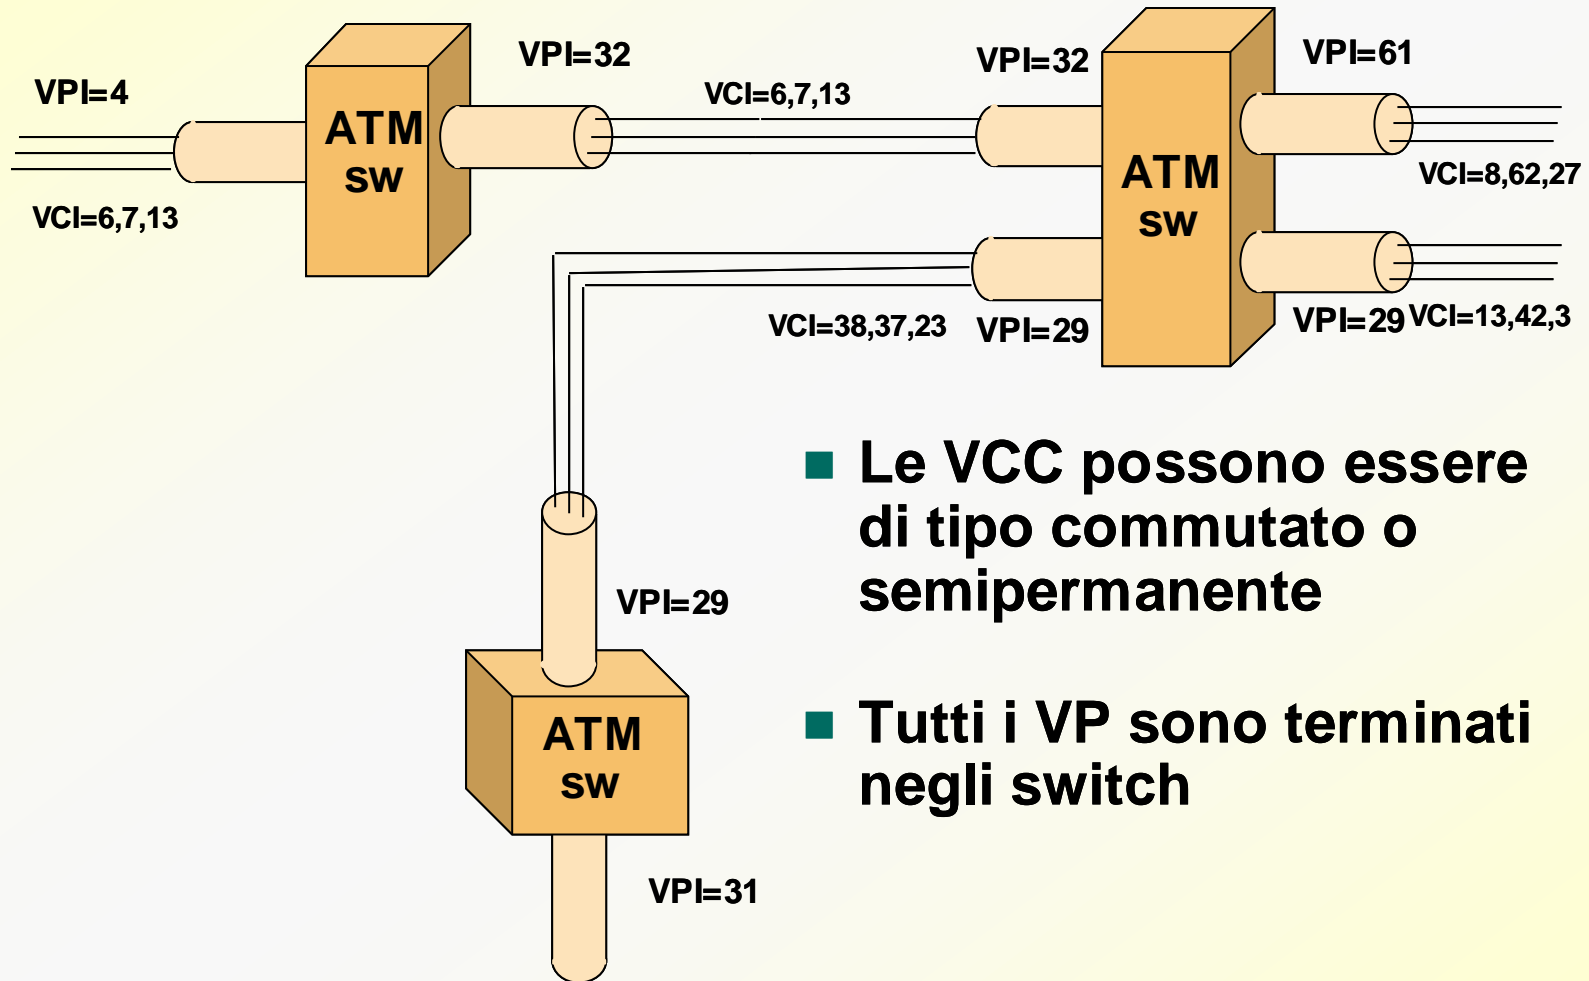 VPI=4
VCI=6,7,13
ATM
sw
VPI=32
VCI=6,7,13
VPI=32
ATM
sw
VPI=61
VCI=8,62,27
VCI=38,37,23
VPI=29
VPI=29
VCI=13,42,3
VPI=29
ATM
sw
VPI=31
Le VCC possono essere
di tipo commutato o
semipermanente
Tutti i VP sono terminati
negli switch